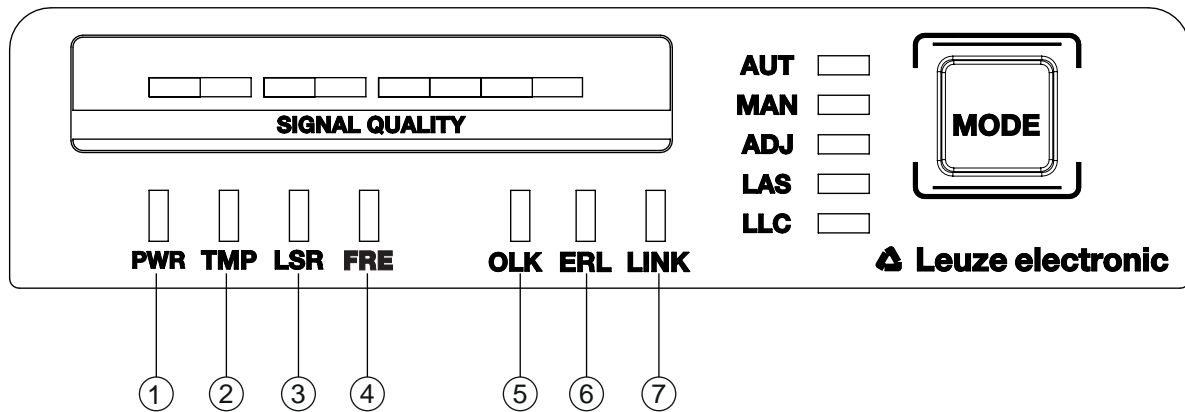 SIGNAL QUALITY
AUT
MAN
ADJ
LAS
LLC
MODE
PWR TMP LSR FRE OLK ERL LINK
Leuze electronic
1 2 3 4 5 6 7